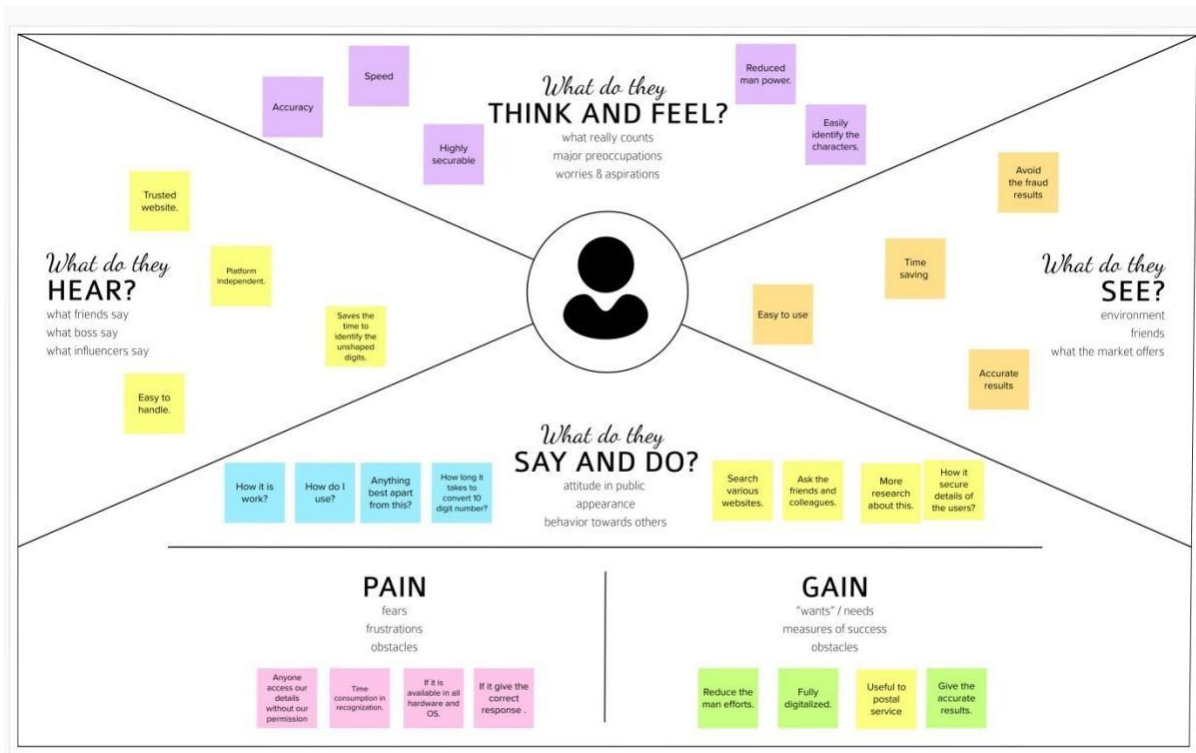 What do they
THINK AND FEEL?
what really counts
major preoccupations
worries & aspirations
Accuracy
Speed
Highly
securable
Reduced
man power.
Easily
identify the
characters.
What do they
HEAR?
what friends say
what boss say
what influencers say
Trusted
website.
Platform
independent.
Saves the
time to
identify the
unshaped
digits.
Easy to
handle.
What do they
SEE?
environment
friends
what the market offers
Avoid
the fraud
results
Time
saving
Easy to use
Accurate
results
What do they
SAY AND DO?
attitude in public
appearance
behavior towards others
How it is
work?
How do I
use?
Anything
best apart
from this?
How long it
takes to
convert 10
digit number?
Search
various
websites.
Ask the
friends and
colleagues.
More
research
about this.
How it
secure
details of
the users?
PAIN
fears
frustrations
obstacles
Anyone
access our
details
without our
permission
Time
consumption in
recognization.
If it is
available in all
hardware and
OS.
If it give the
correct
response .
GAIN
"wants" / needs
measures of success
obstacles
Reduce the
man efforts.
Fully
digitalized.
Useful to
postal
service
Give the
accurate
results.